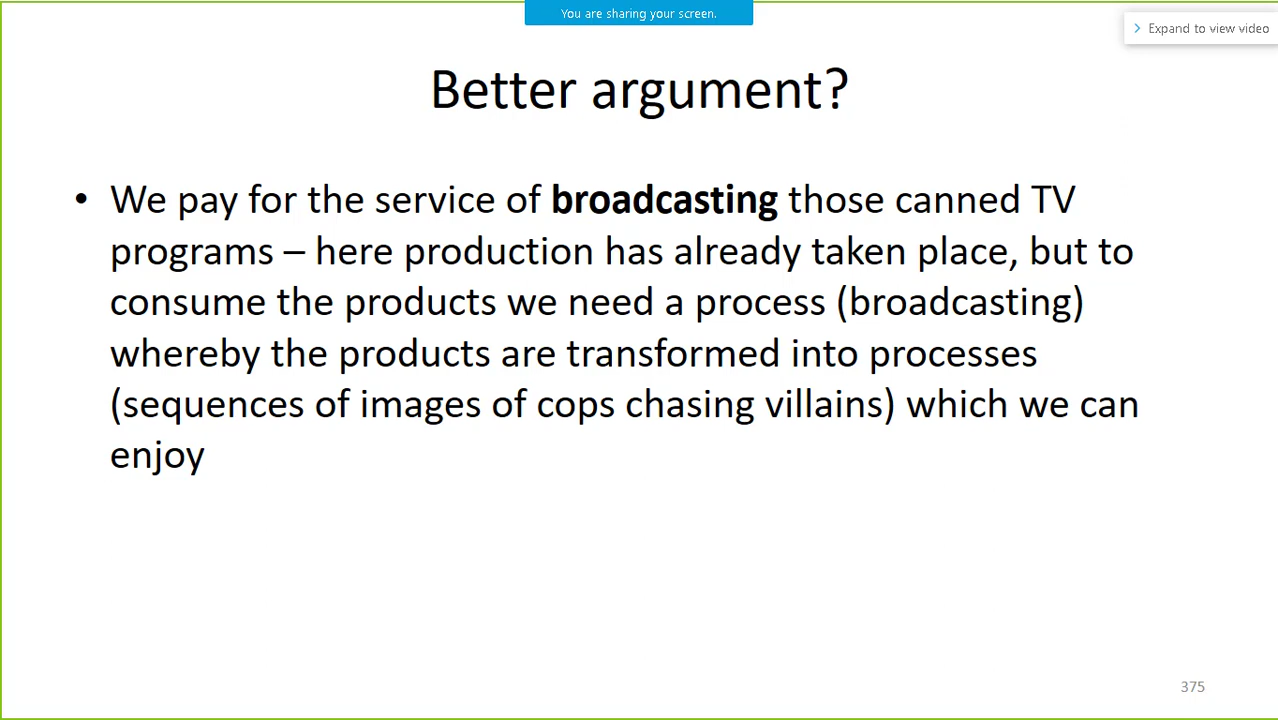 You are sharing your screen.
Expand to view video
Better argument?
• We pay for the service of broadcasting those canned TV
programs – here production has already taken place, but to
consume the products we need a process (broadcasting)
whereby the products are transformed into processes
(sequences of images of cops chasing villains) which we can
enjoy
375